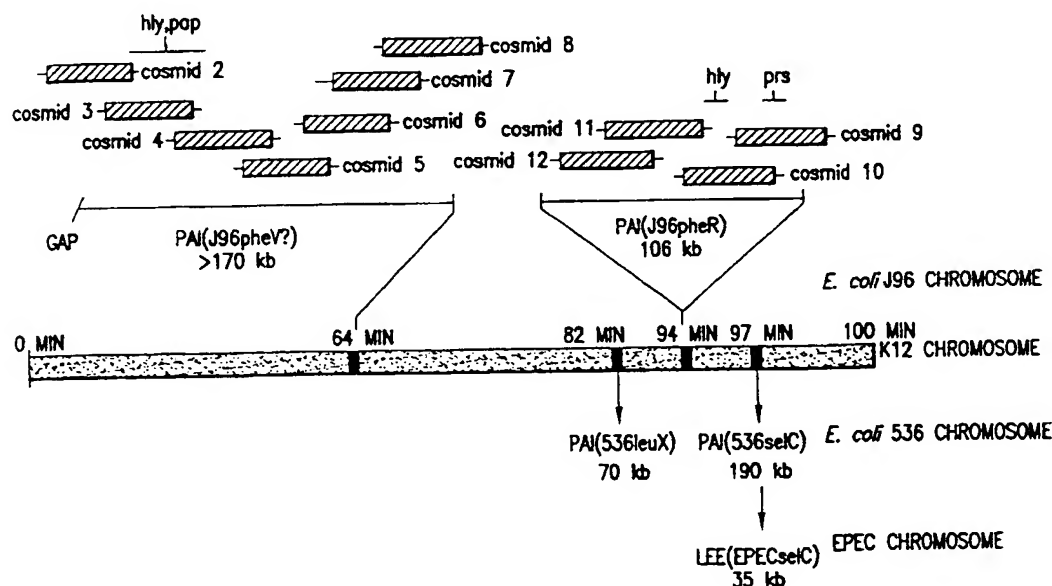 hly,pap
cosmid 8
cosmid 2
cosmid 7
hly prs
cosmid 3
cosmid 6
cosmid 11
cosmid 9
cosmid 4
cosmid 5
cosmid 12
cosmid 10
GAP
PAI(J96pheV?)
>170 kb
PAI(J96pheR)
106 kb
E. coli J96 CHROMOSOME
0 MIN 64 MIN 82 MIN 94 MIN 97 MIN 100 MIN
K12 CHROMOSOME
PAI(536leuX)
70 kb
PAI(536selC)
190 kb
E. coli 536 CHROMOSOME
LEE(EPECselC)
35 kb
EPEC CHROMOSOME